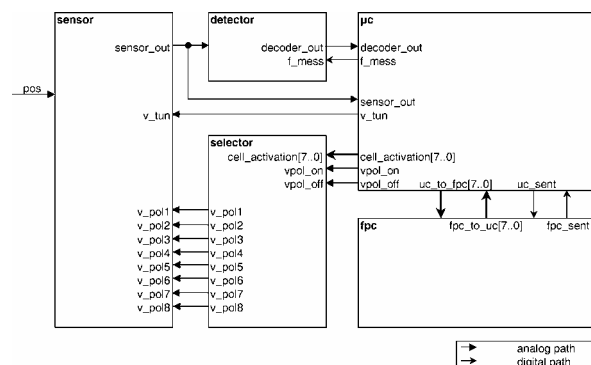 sensor
detector
μc
sensor_out
decoder_out
decoder_out
f_mess
f_mess
pos
sensor_out
v_tun
v_tun
selector
cell_activation[7..0]
cell_activation[7..0]
vpol_on
vpol_on
vpol_off
vpol_off
uc_to_fpc[7..0]
uc_sent
fpc
fpc_to_uc[7..0]
fpc_sent
v_pol1
v_pol1
v_pol2
v_pol2
v_pol3
v_pol3
v_pol4
v_pol4
v_pol5
v_pol5
v_pol6
v_pol6
v_pol7
v_pol7
v_pol8
v_pol8
analog path
digital path